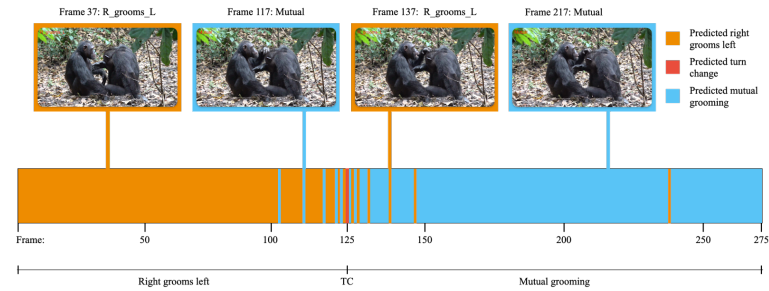 Frame 37: R_grooms_L
Frame 117: Mutual
Frame 137: R_grooms_L
Frame 217: Mutual
Predicted right
grooms left
Predicted turn
change
Predicted mutual
grooming
Frame:
50
100
125
150
200
250
275
Right grooms left
TC
Mutual grooming